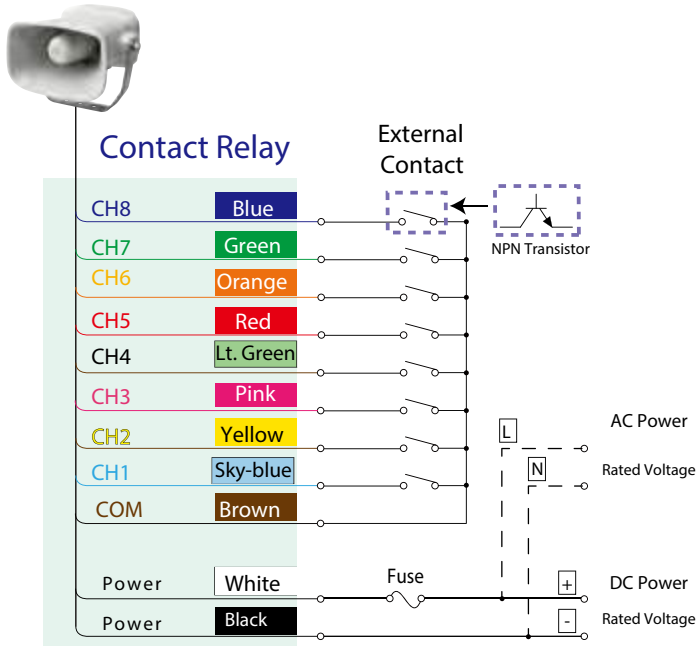 Contact Relay
External
Contact
CH8 Blue
NPN Transistor
CH7 Green
CH6 Orange
CH5 Red
CH4 Lt. Green
CH3 Pink
CH2 Yellow
L AC Power
CH1 Sky-blue
N Rated Voltage
COM Brown
Power White Fuse + DC Power
Power Black - Rated Voltage